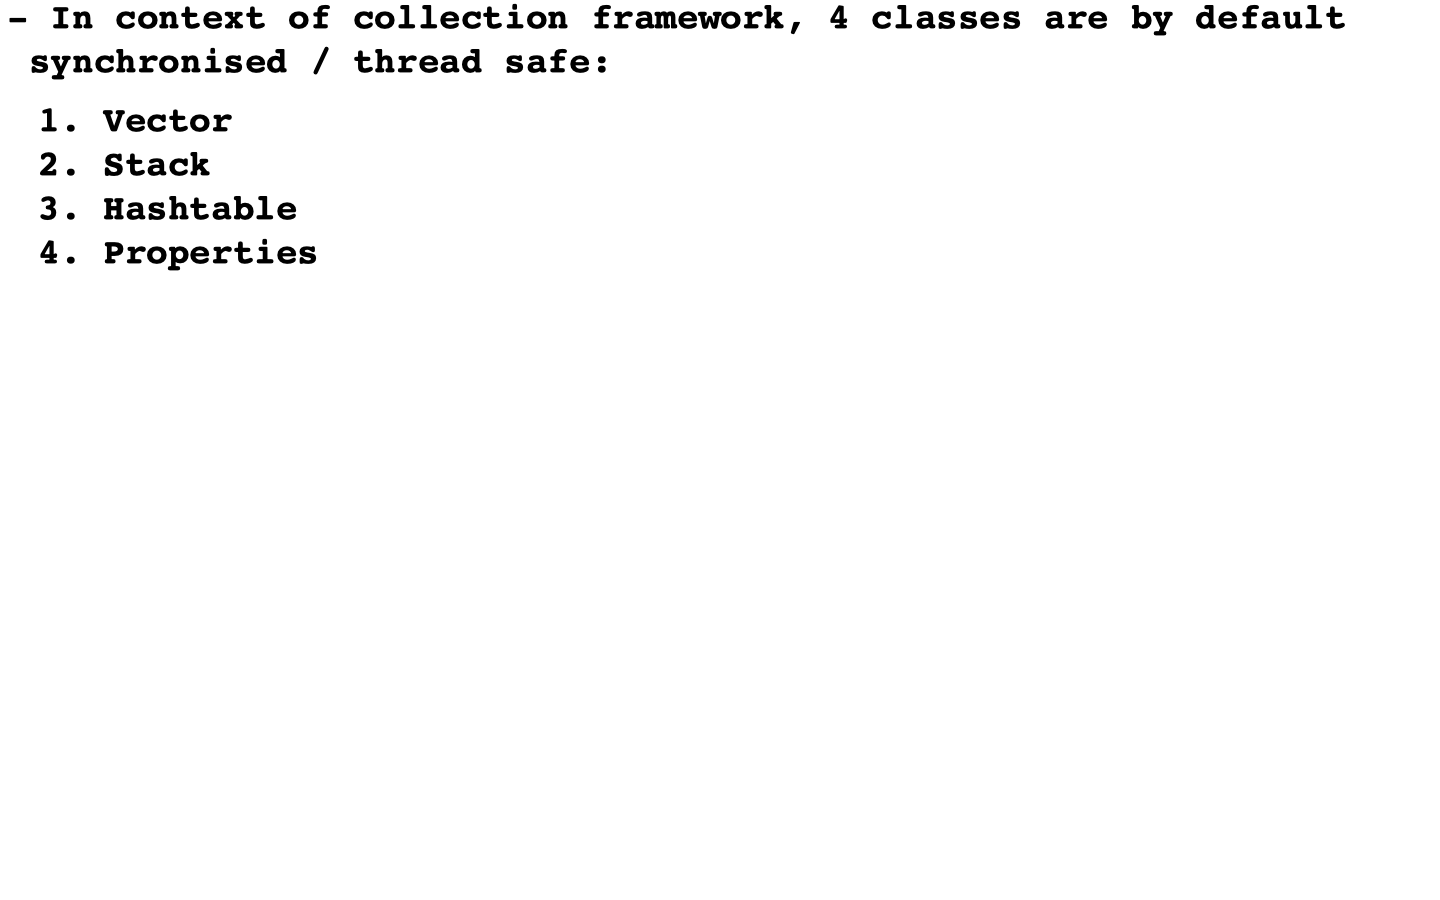 - In context of collection framework, 4 classes are by default
synchronised / thread safe:
1. Vector
2. Stack
3. Hashtable
4. Properties